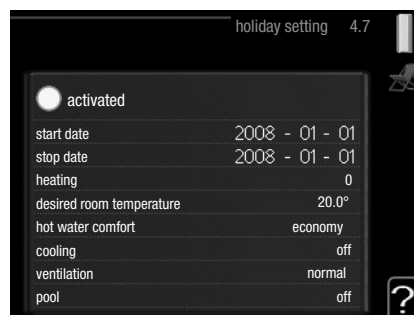 holiday setting 4.7
activated
start date 2008 - 01 - 01
stop date 2008 - 01 - 01
heating 0
desired room temperature 20.0°
hot water comfort economy
cooling off
ventilation normal
pool off
?